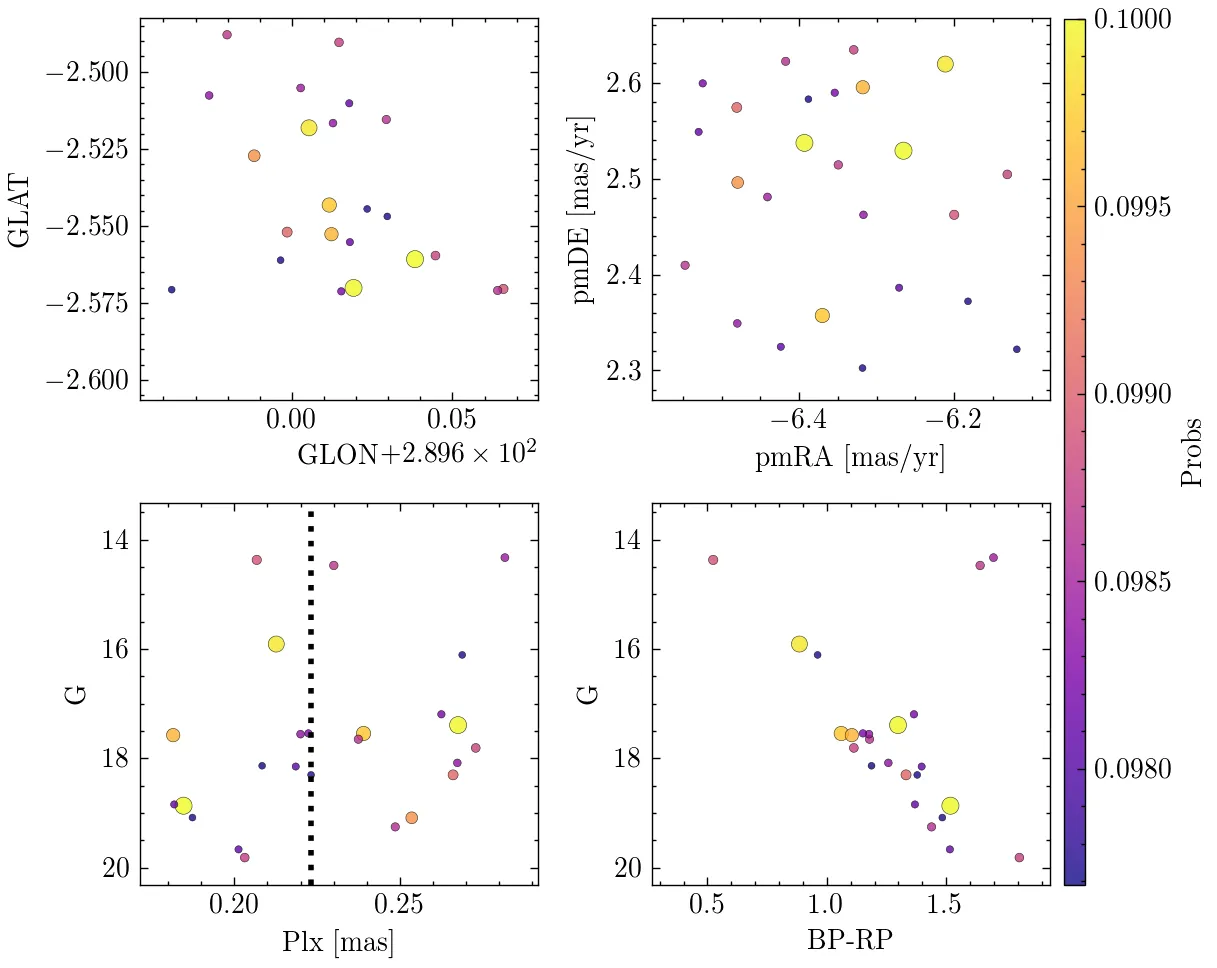 −2.500
−2.525
−2.550
−2.575
−2.600
GLAT
0.00 0.05
GLON+2.896 × 10²
2.6
2.5
2.4
2.3
pmDE [mas/yr]
−6.4 −6.2
pmRA [mas/yr]
14
16
18
20
G
0.20 0.25
Plx [mas]
14
16
18
20
G
0.5 1.0 1.5
BP-RP
0.1000
0.0995
0.0990
0.0985
0.0980
Probs